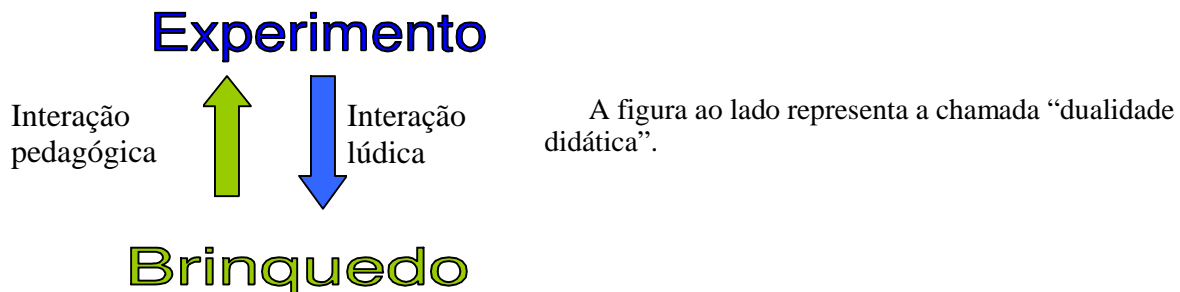 Experimento
Interação
pedagógica
Interação
lúdica
A figura ao lado representa a chamada “dualidade
didática”.
Brinquedo